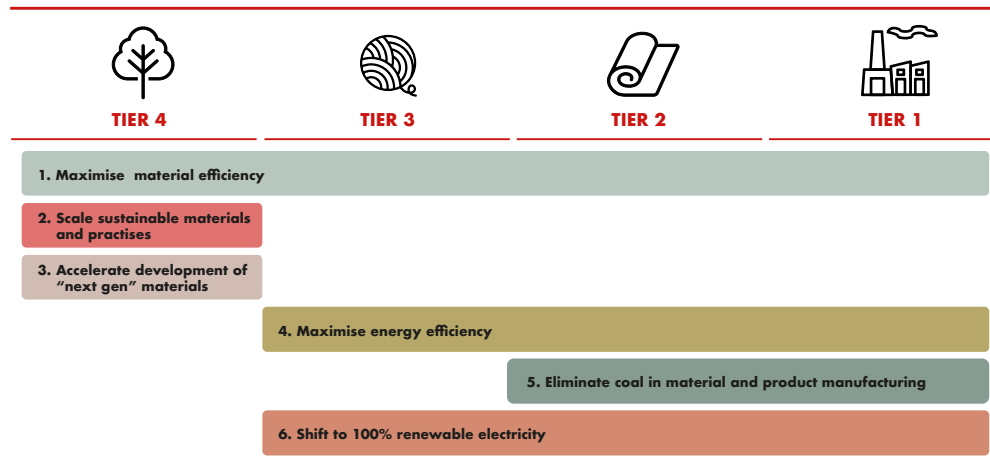 TIER 4
TIER 3
TIER 2
TIER 1
1. Maximise material efficiency
2. Scale sustainable materials
and practises
3. Accelerate development of
“next gen” materials
4. Maximise energy efficiency
5. Eliminate coal in material and product manufacturing
6. Shift to 100% renewable electricity